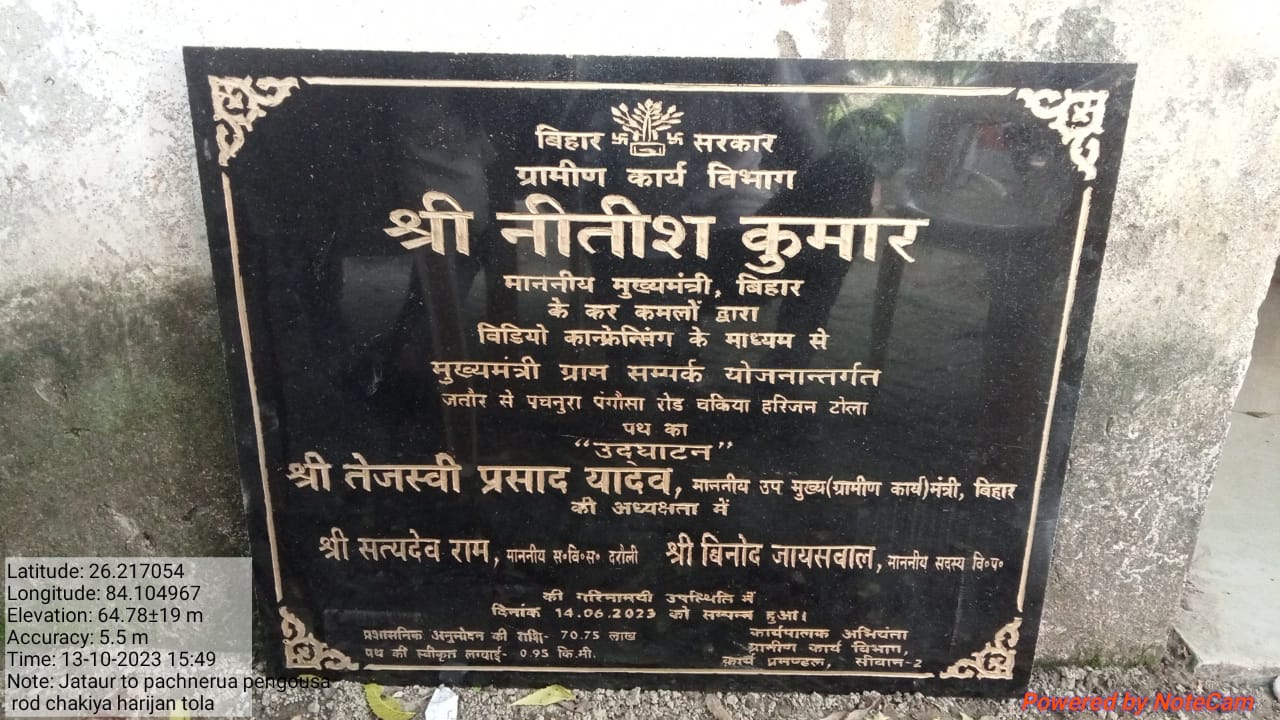 बिहार 卐 卐 सरकार
ग्रामीण कार्य विभाग
श्री नीतीश कुमार
माननीय मुख्यमंत्री, बिहार
के कर कमलों द्वारा
विडियो कान्फ्रेन्सिंग के माध्यम से
मुख्यमंत्री ग्राम सम्पर्क योजनान्तर्गत
जतौर से पचनुरा पंगौसा रोड चकिया हरिजन टोला
पथ का
“उद्घाटन”
श्री तेजस्वी प्रसाद यादव, माननीय उप मुख्य(ग्रामीण कार्य)मंत्री, बिहार
की अध्यक्षता में
श्री सत्यदेव राम, माननीय स०वि०स० दरौली श्री बिनोद जायसवाल, माननीय सदस्य वि०प०
की गरिमामयी उपस्थिति में
दिनांक 14.06.2023 को सम्पन्न हुआ।
प्रशासनिक अनुमोदन की राशि- 70.75 लाख
पथ की स्वीकृत लम्बाई- 0.95 कि.मी.
कार्यपालक अभियंता
ग्रामीण कार्य विभाग,
कार्य प्रमण्डल, सीवान-2
Latitude: 26.217054
Longitude: 84.104967
Elevation: 64.78±19 m
Accuracy: 5.5 m
Time: 13-10-2023 15:49
Note: Jataur to pachnerua pengousa
rod chakiya harijan tola
Powered by NoteCam